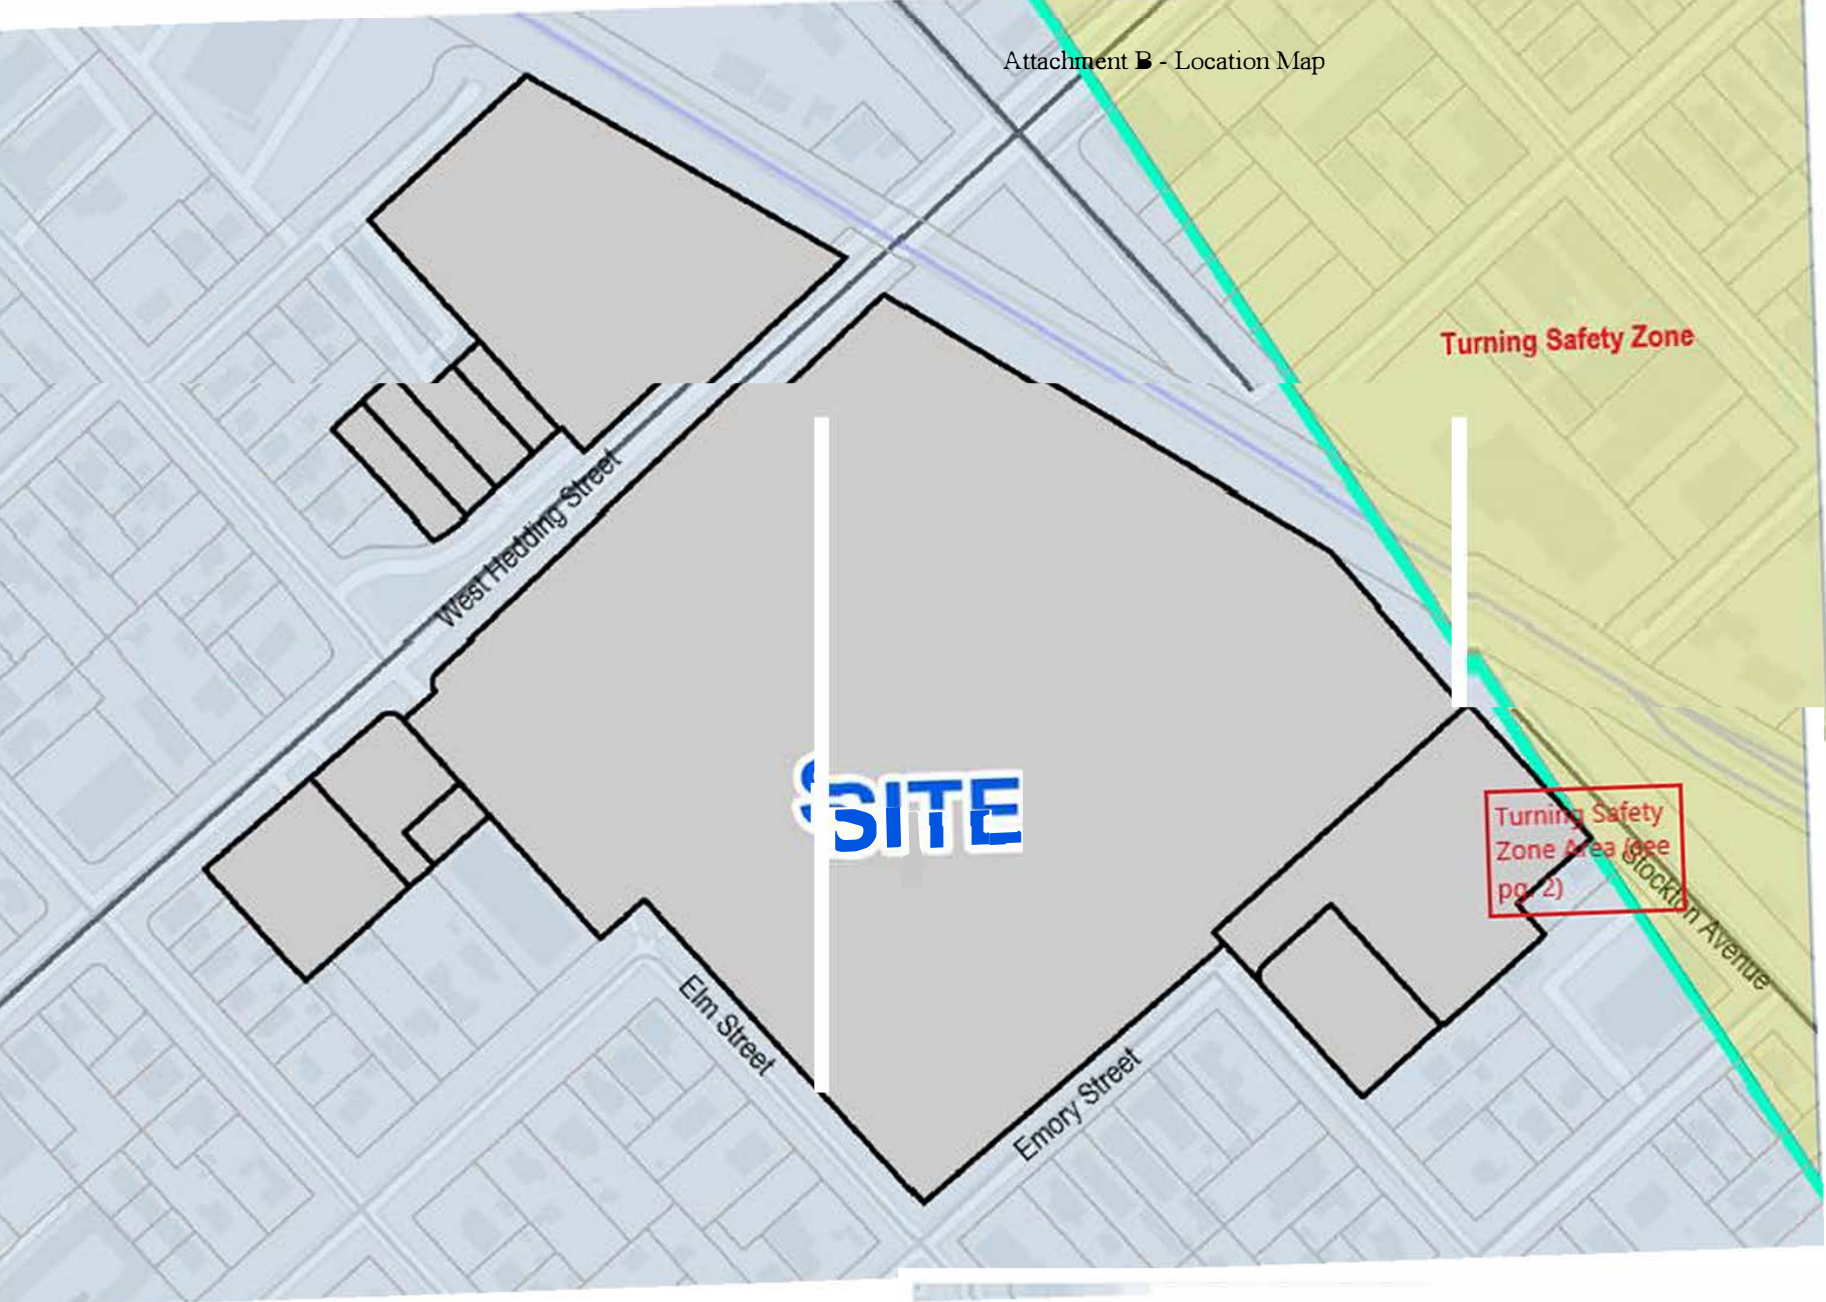 Attachment B - Location Map
Turning Safety Zone
West Hedding Street
SITE
Turning Safety
Zone Area (see
pg. 2)
Stockton Avenue
Elm Street
Emory Street